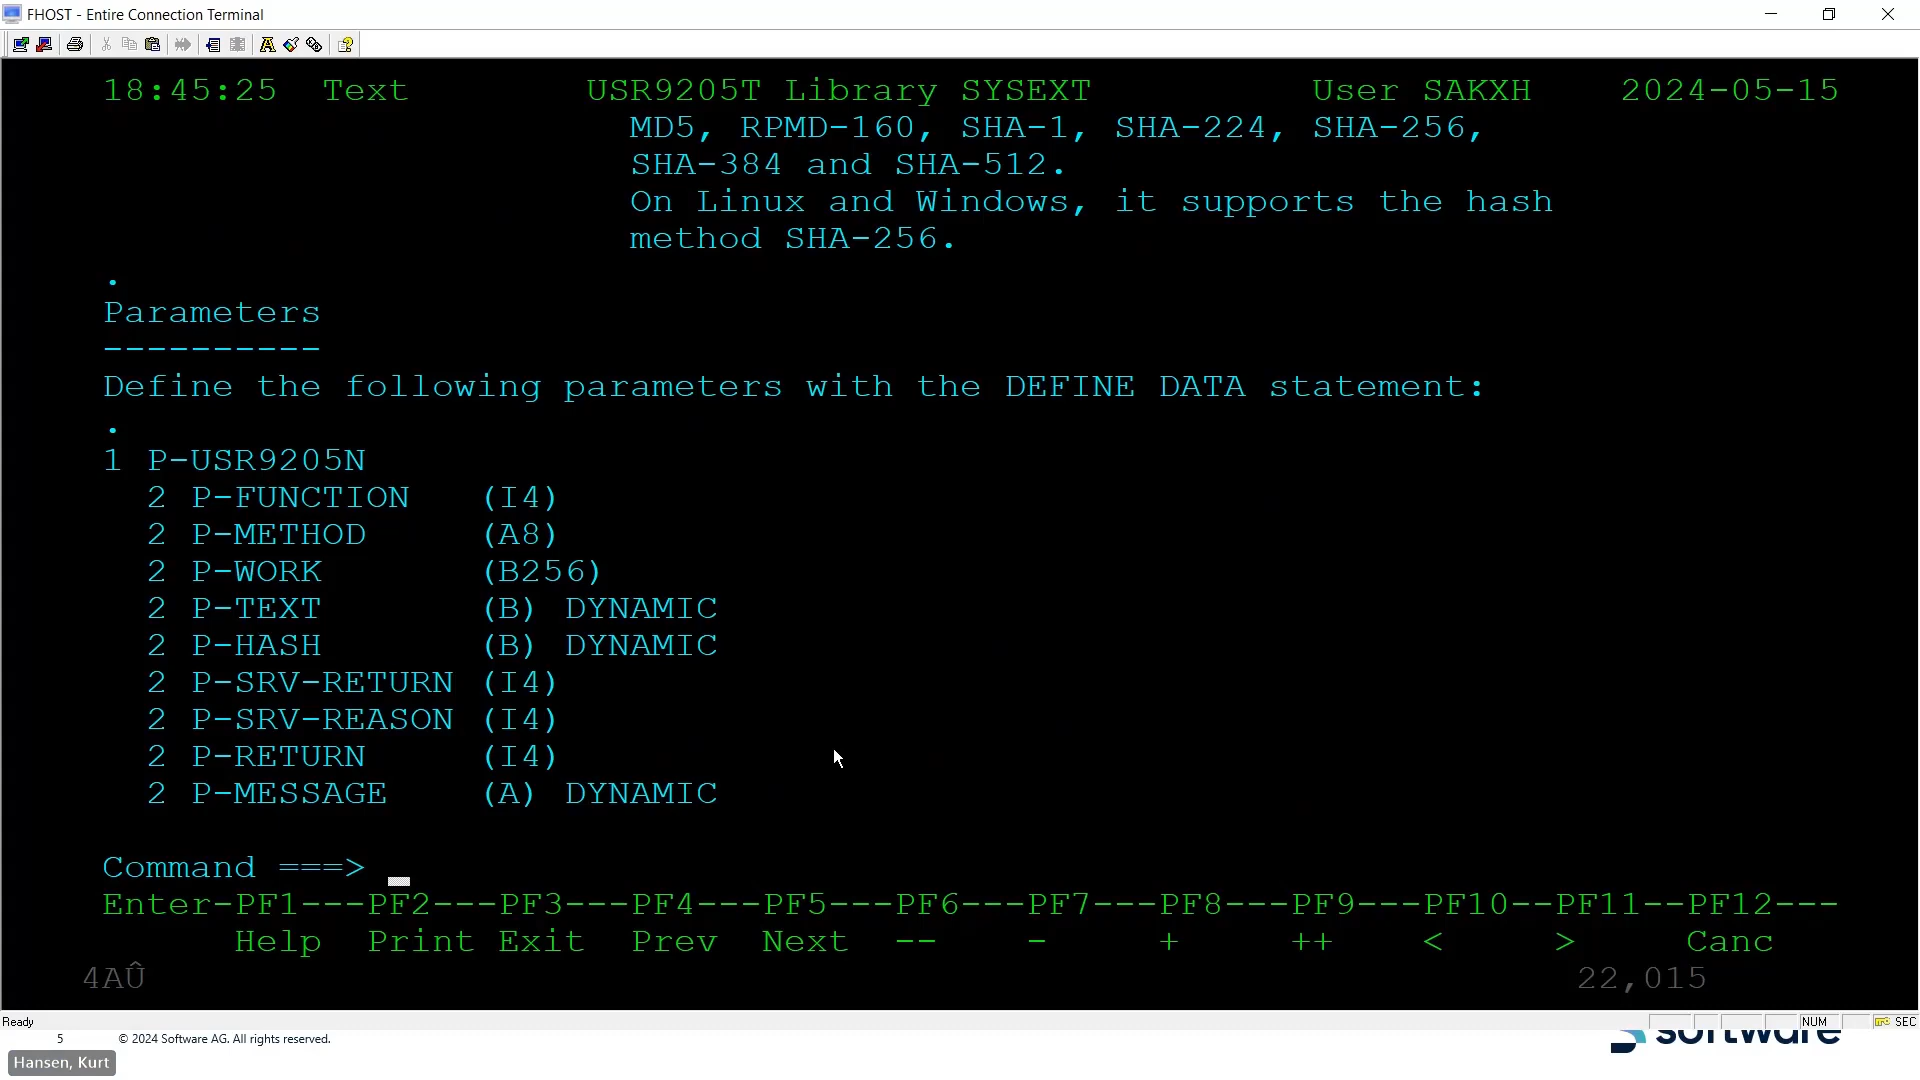 FHOST - Entire Connection Terminal
18:45:25 Text USR9205T Library SYSEXT User SAKXH 2024-05-15
MD5, RPMD-160, SHA-1, SHA-224, SHA-256,
SHA-384 and SHA-512.
On Linux and Windows, it supports the hash
method SHA-256.
.
Parameters
----------
Define the following parameters with the DEFINE DATA statement:
.
1 P-USR9205N
2 P-FUNCTION (I4)
2 P-METHOD (A8)
2 P-WORK (B256)
2 P-TEXT (B) DYNAMIC
2 P-HASH (B) DYNAMIC
2 P-SRV-RETURN (I4)
2 P-SRV-REASON (I4)
2 P-RETURN (I4)
2 P-MESSAGE (A) DYNAMIC
Command ===>
Enter-PF1---PF2---PF3---PF4---PF5---PF6---PF7---PF8---PF9---PF10--PF11--PF12---
Help Print Exit Prev Next -- - + ++ < > Canc
4AÛ 22,015
Ready NUM SEC
5 © 2024 Software AG. All rights reserved. software
Hansen, Kurt